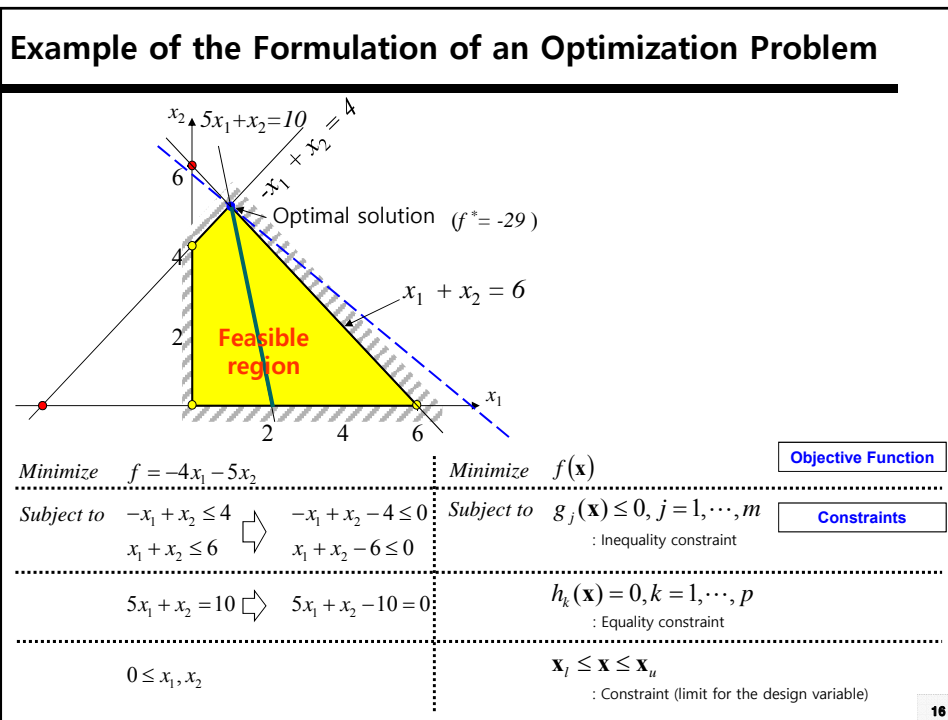 Example of the Formulation of an Optimization Problem
x₂
5x₁+x₂=10
-x₁ + x₂ = 4
6
Optimal solution (f*= -29 )
4
x₁ + x₂ = 6
2
Feasible
region
x₁
2 4 6
Minimize f = −4x₁ − 5x₂
Subject to −x₁ + x₂ ≤ 4 −x₁ + x₂ − 4 ≤ 0
x₁ + x₂ ≤ 6 x₁ + x₂ − 6 ≤ 0
5x₁ + x₂ = 10 5x₁ + x₂ − 10 = 0
0 ≤ x₁, x₂
Minimize f(x)
Objective Function
Subject to gⱼ(x) ≤ 0, j = 1,⋯,m
Constraints
: Inequality constraint
hₖ(x) = 0, k = 1,⋯, p
: Equality constraint
xₗ ≤ x ≤ xᵤ
: Constraint (limit for the design variable)
16